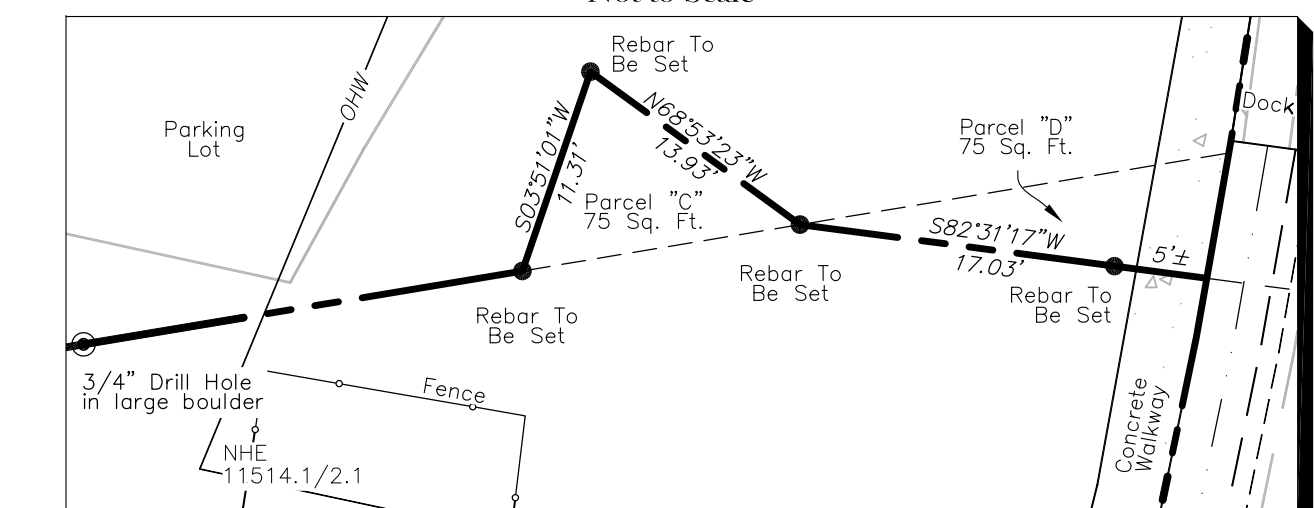 Not to Scale
Rebar To
Be Set
OHW
Parking
Lot
Dock
N68°53'23"W
13.93'
Parcel "D"
75 Sq. Ft.
S03°51'01"W
11.31'
Parcel "C"
75 Sq. Ft.
S82°31'17"W
17.03'
5'±
Rebar To
Be Set
Rebar To
Be Set
Rebar To
Be Set
3/4" Drill Hole
in large boulder
Fence
Concrete
Walkway
NHE
11514.1/2.1